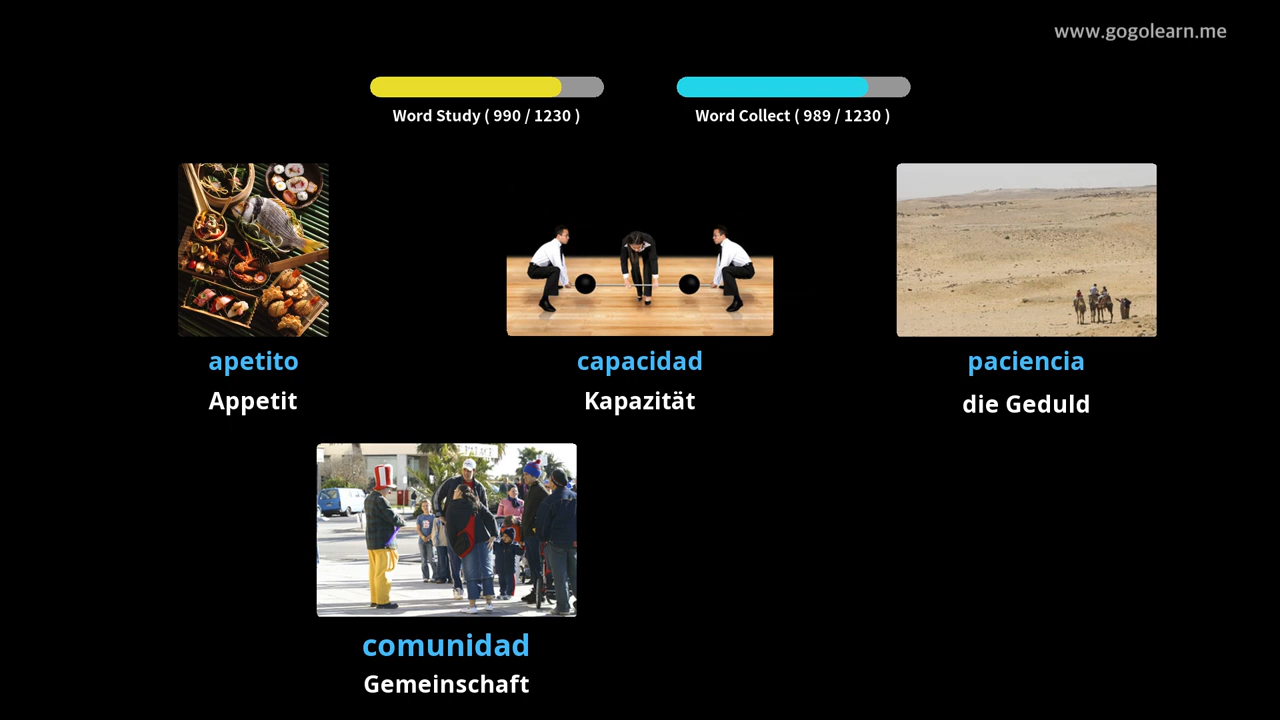 www.gogolearn.me
Word Study ( 990 / 1230 )
Word Collect ( 989 / 1230 )
apetito
Appetit
capacidad
Kapazität
paciencia
die Geduld
comunidad
Gemeinschaft